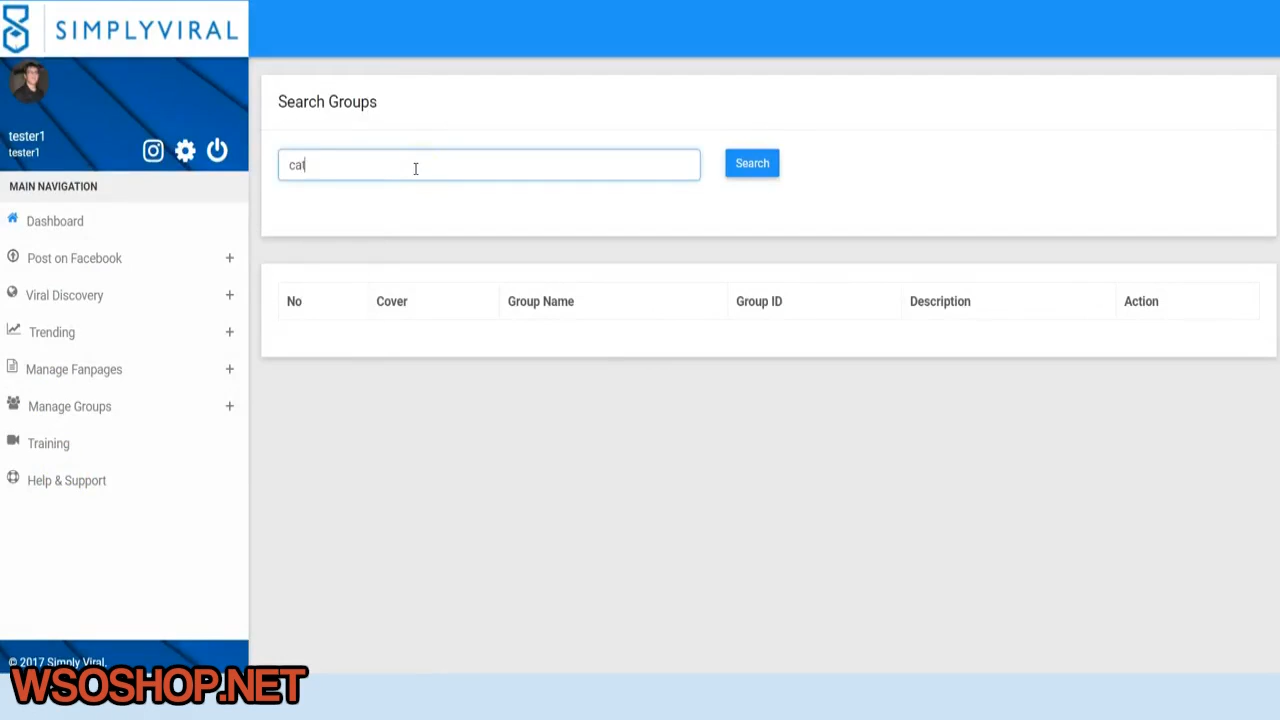 SIMPLYVIRAL
tester1
tester1
MAIN NAVIGATION
Dashboard
Post on Facebook +
Viral Discovery +
Trending +
Manage Fanpages +
Manage Groups +
Training
Help & Support
© 2017 Simply Viral.
WSOSHOP.NET
Search Groups
cat
Search
No Cover Group Name Group ID Description Action